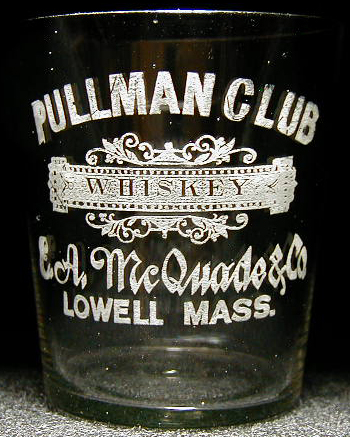 PULLMAN CLUB
WHISKEY
C.A. McQuade & Co
LOWELL MASS.